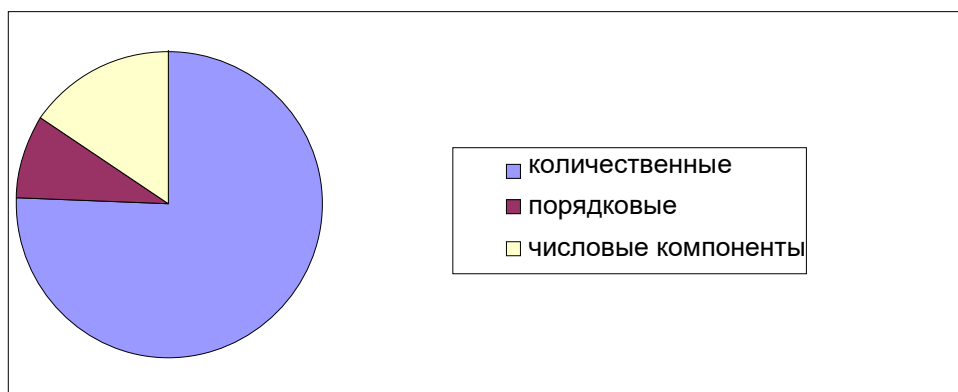 количественные
порядковые
числовые компоненты